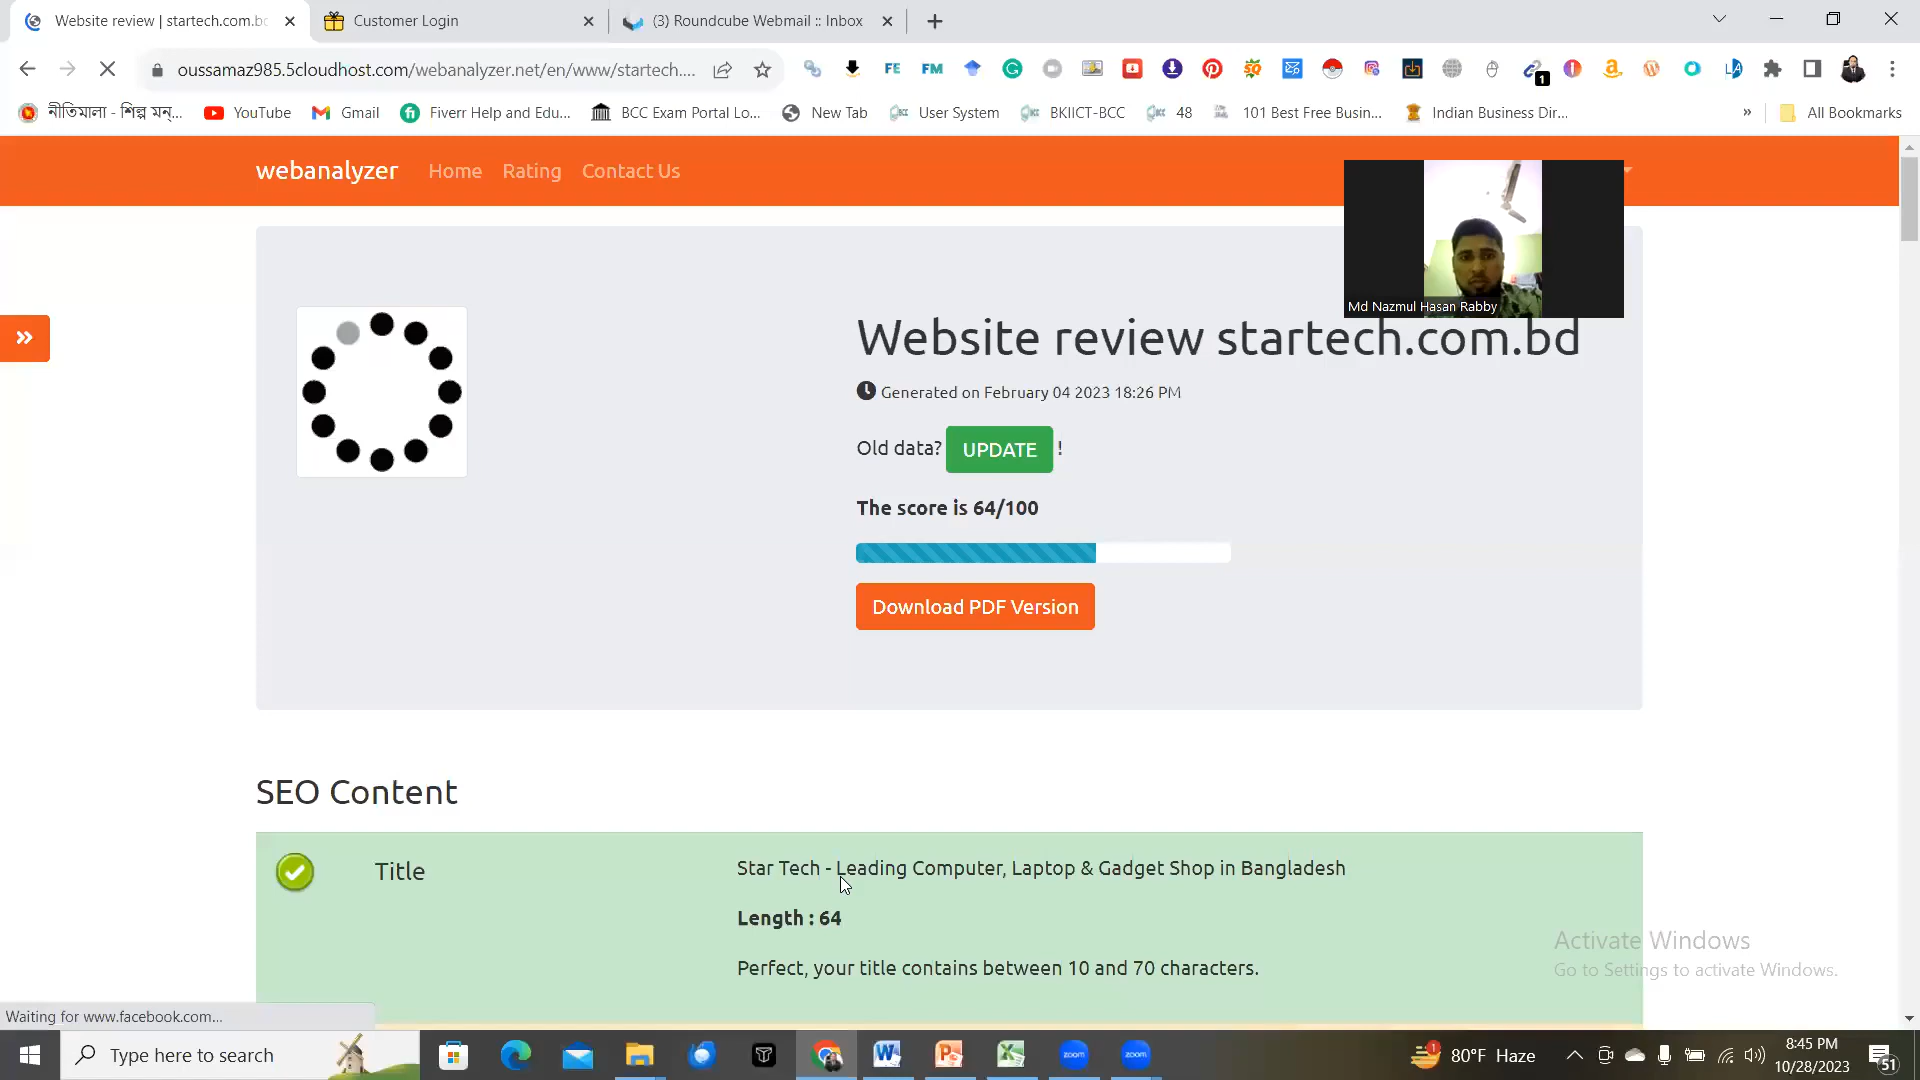 Website review | startech.com.bd
Customer Login
(3) Roundcube Webmail :: Inbox
oussamaz985.5cloudhost.com/webanalyzer.net/en/www/startech....
1
নীতিমালা - শিল্প মন্...
YouTube
Gmail
Fiverr Help and Edu...
BCC Exam Portal Lo...
New Tab
User System
BKIICT-BCC
48
101 Best Free Busin...
Indian Business Dir...
»
All Bookmarks
webanalyzer
Home
Rating
Contact Us
Md Nazmul Hasan Rabby
Website review startech.com.bd
Generated on February 04 2023 18:26 PM
Old data? UPDATE !
The score is 64/100
Download PDF Version
SEO Content
Title
Star Tech - Leading Computer, Laptop & Gadget Shop in Bangladesh
Length : 64
Perfect, your title contains between 10 and 70 characters.
Activate Windows
Go to Settings to activate Windows.
Waiting for www.facebook.com...
Type here to search
zoom
zoom
1
80°F Haze
8:45 PM
10/28/2023
51